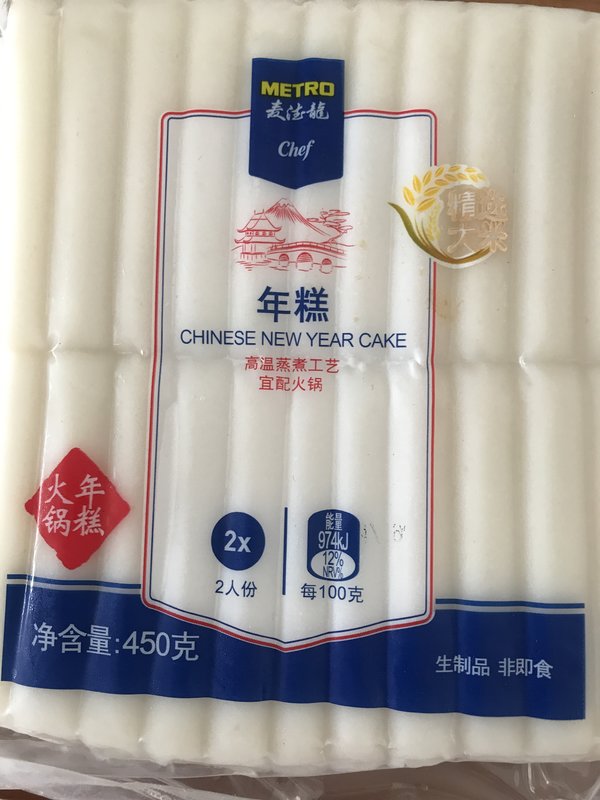 METRO
麦德龍
Chef
精选
大米
年糕
CHINESE NEW YEAR CAKE
高温蒸煮工艺
宜配火锅
火年
锅糕
2x
2人份
能量
974kJ
12%
NRV%
每100克
净含量:450克
生制品 非即食